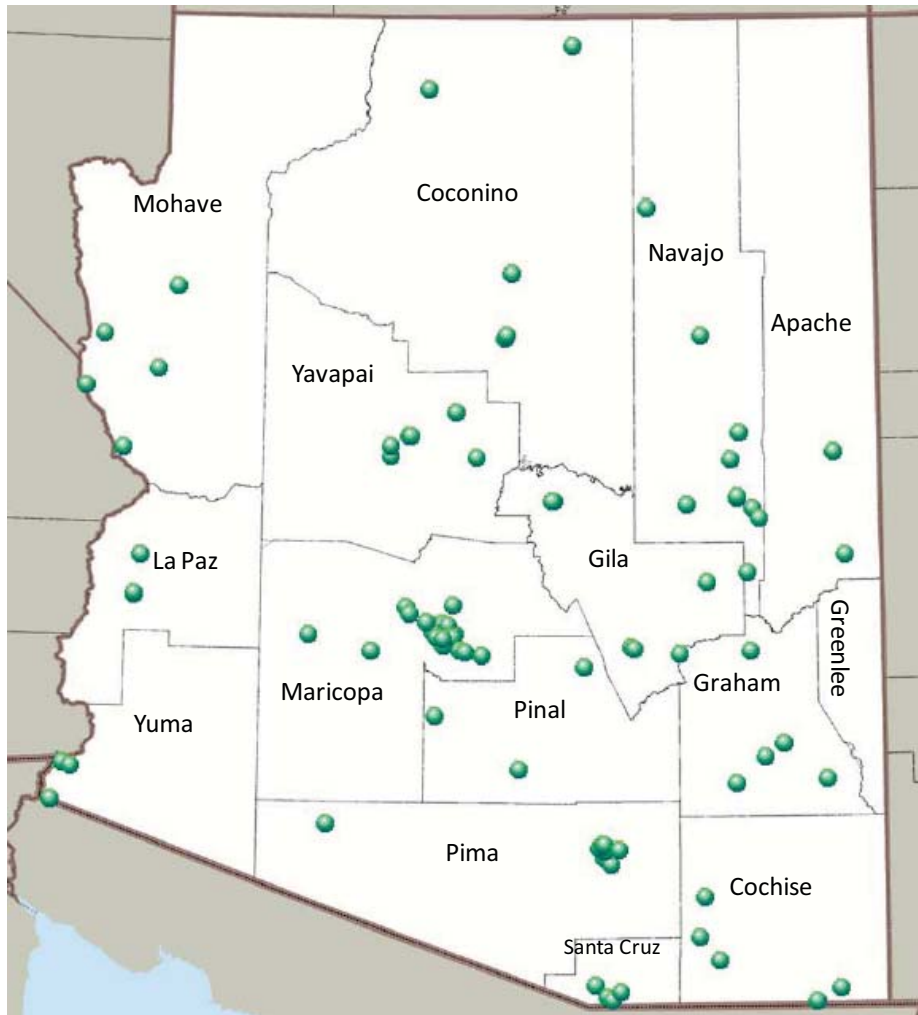 Mohave
Coconino
Navajo
Apache
Yavapai
La Paz
Gila
Greenlee
Maricopa
Graham
Pinal
Yuma
Pima
Cochise
Santa Cruz